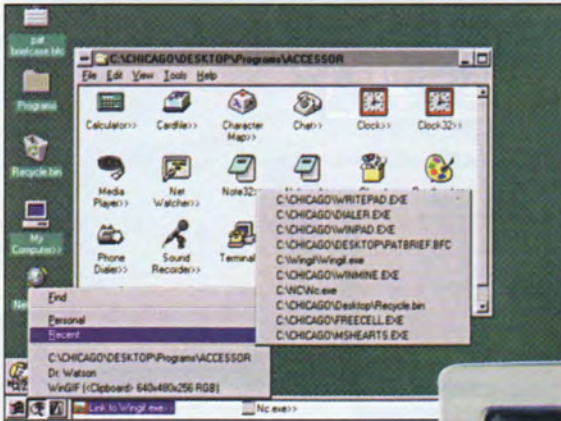 pat
briefcase.bfc
Programs
Recycle.bin
My
Computer>>
C:\CHICAGO\DESKTOP\Programs\ACCESSOR
File Edit View Tools Help
Calculator>> Cardfile>> Character
Map>> Chat>> Clock>> Clock32>>
Media
Player>> Net
Watcher>> Note32>>
Phone
Dialer>> Sound
Recorder>> Terminal
C:\CHICAGO\WRITEPAD.EXE
C:\CHICAGO\DIALER.EXE
C:\CHICAGO\WINPAD.EXE
C:\CHICAGO\DESKTOP\PATBRIEF.BFC
C:\Wingif\Wingif.exe
C:\CHICAGO\WINMINE.EXE
C:\NC\Nc.exe
C:\CHICAGO\Desktop\Recycle.bin
C:\CHICAGO\FREECELL.EXE
C:\CHICAGO\MSHEARTS.EXE
Find
Personal
Recent
C:\CHICAGO\DESKTOP\Programs\ACCESSOR
Dr. Watson
WinGIF (<Clipboard> 640x480x256 RGB)
Link to Wingif.exe>> Nc.exe>>